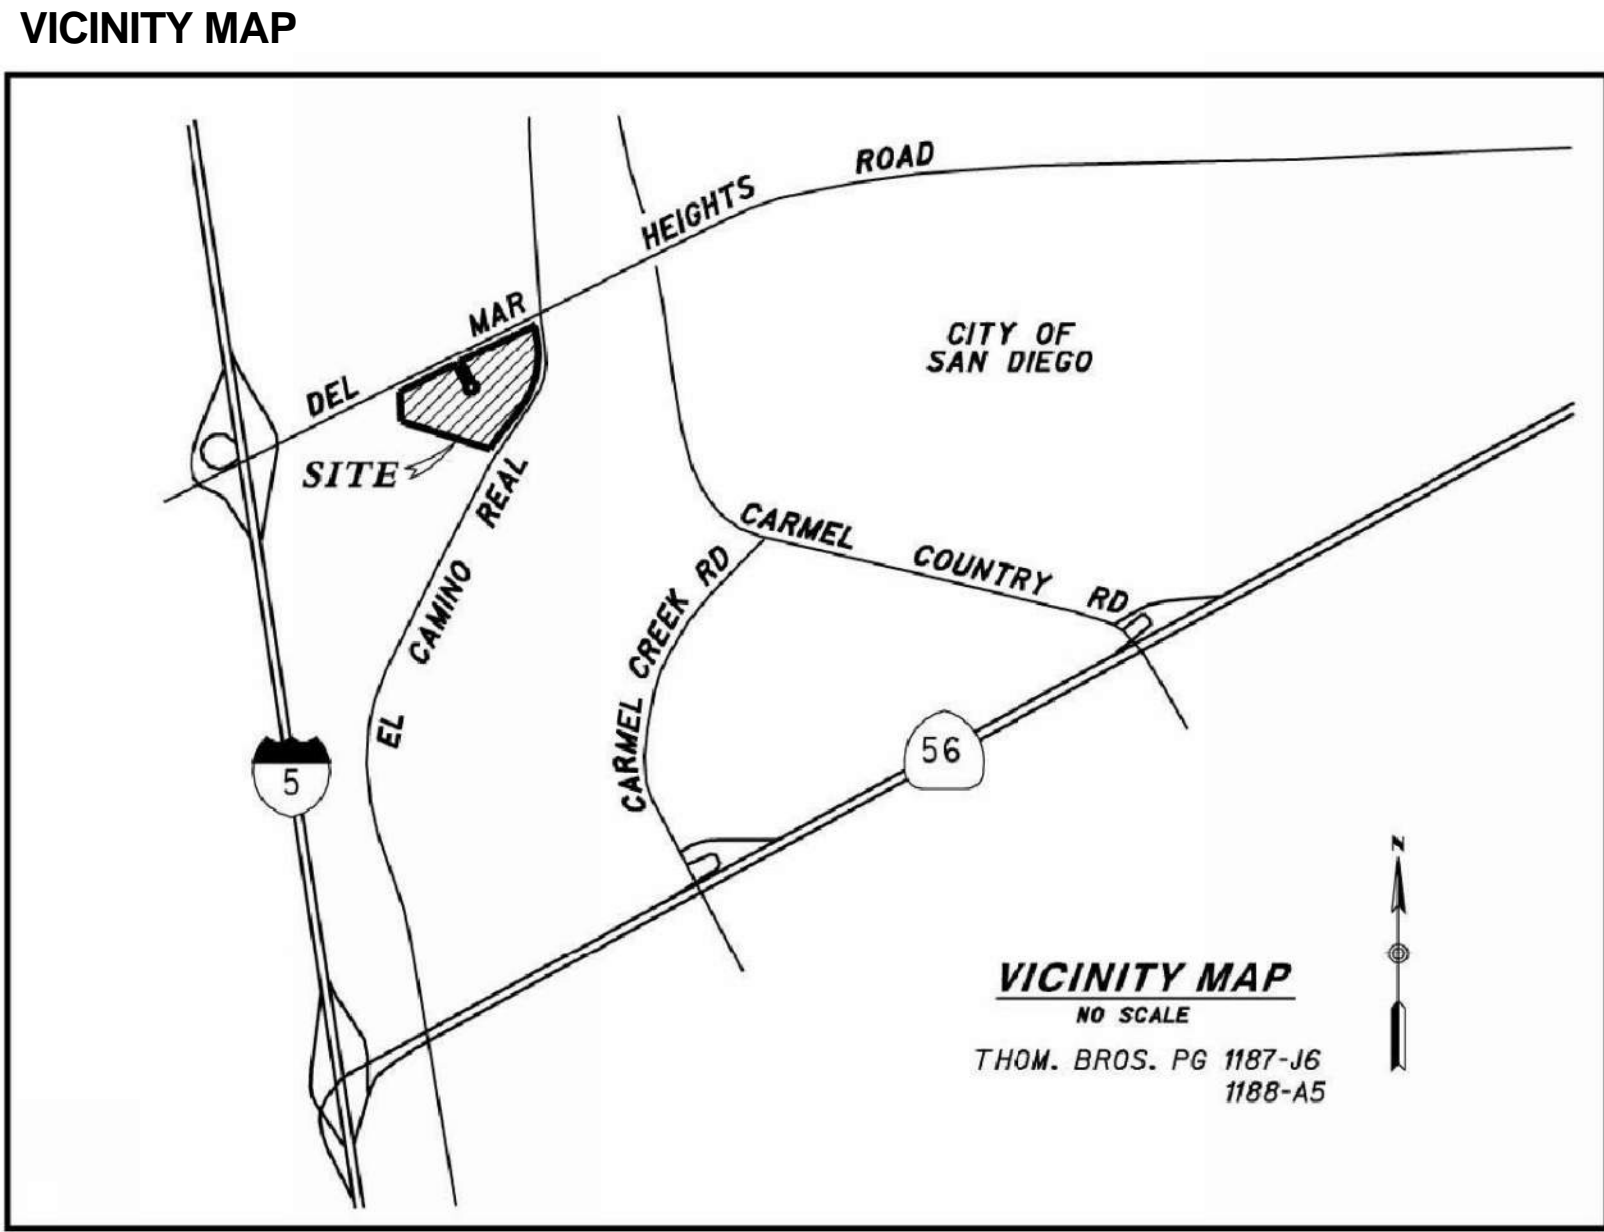 VICINITY MAP
DEL MAR HEIGHTS ROAD
CITY OF
SAN DIEGO
SITE
EL CAMINO REAL
CARMEL COUNTRY RD
CARMEL CREEK RD
5
56
N
VICINITY MAP
NO SCALE
THOM. BROS. PG 1187-J6
1188-A5